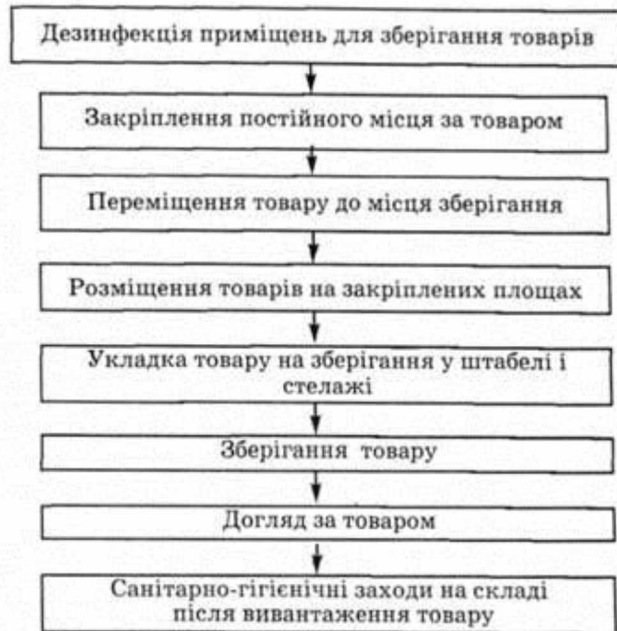 Дезинфекція приміщень для зберігання товарів
Закріплення постійного місця за товаром
Переміщення товару до місця зберігання
Розміщення товарів на закріплених площах
Укладка товару на зберігання у штабелі і
стелажі
Зберігання товару
Догляд за товаром
Санітарно-гігієнічні заходи на складі
після вивантаження товару